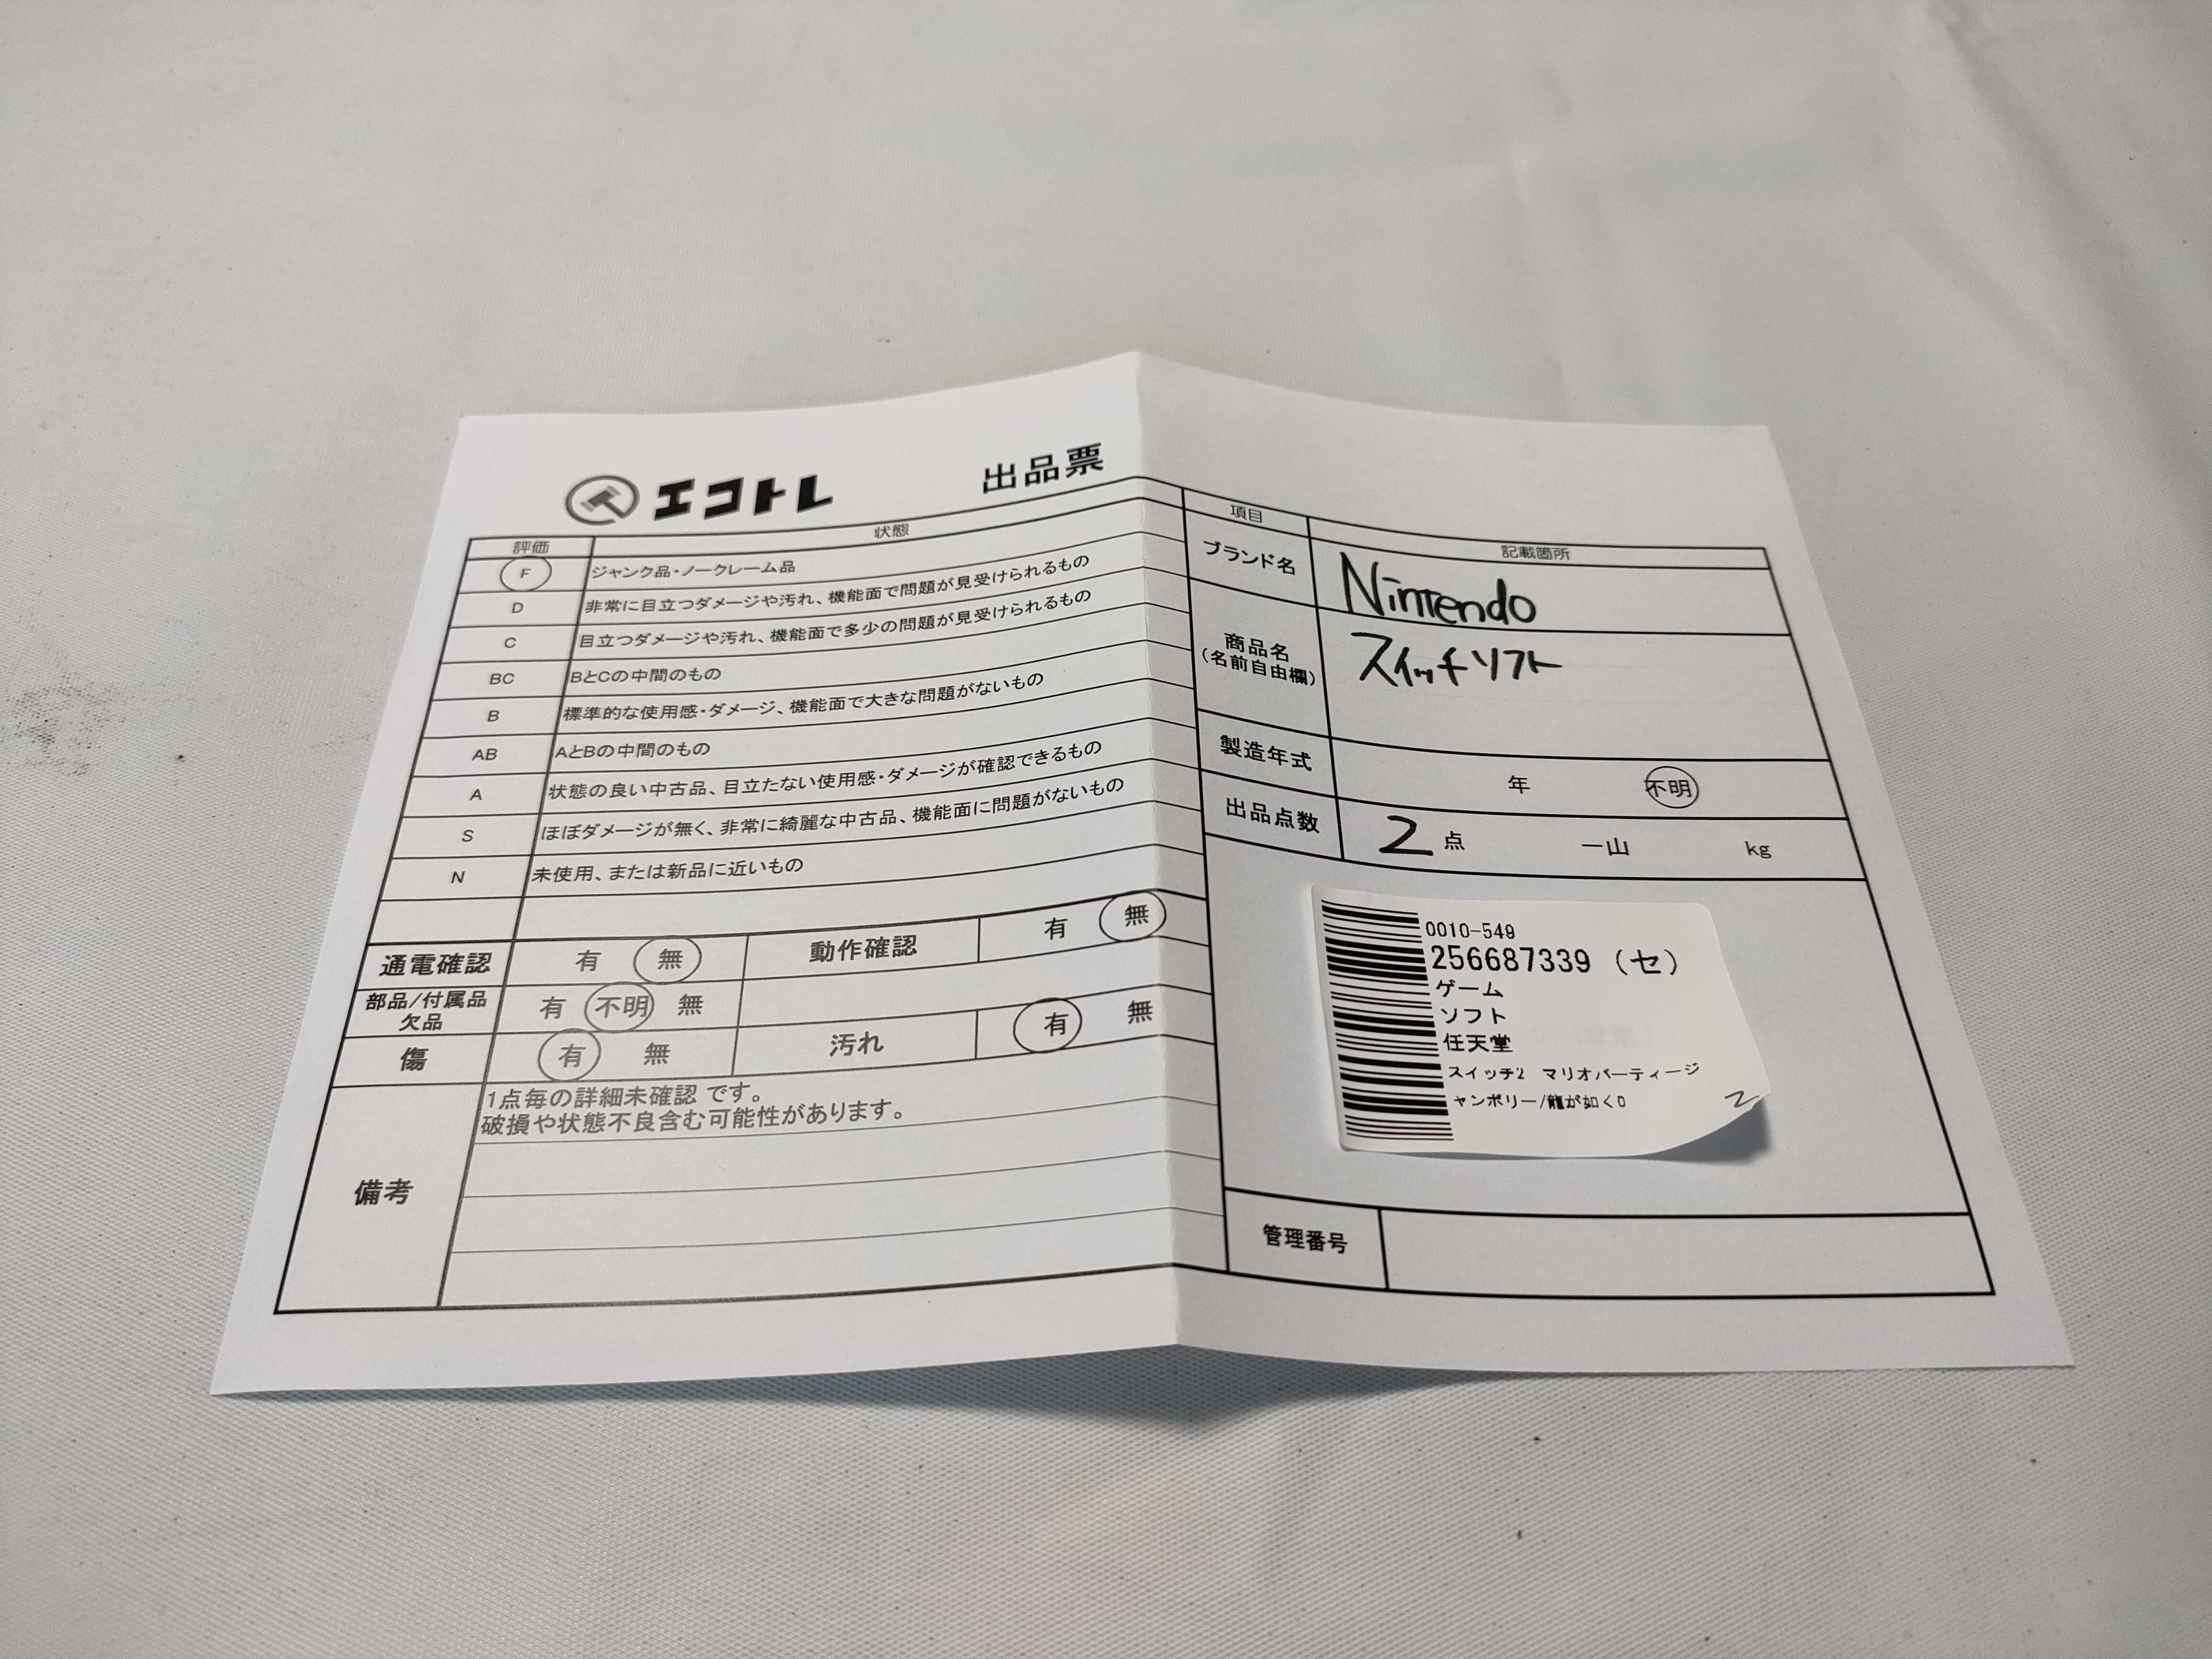 エコトレ 出品票
評価 状態
F ジャンク品・ノークレーム品
D 非常に目立つダメージや汚れ、機能面で問題が見受けられるもの
C 目立つダメージや汚れ、機能面で多少の問題が見受けられるもの
BC BとCの中間のもの
B 標準的な使用感・ダメージ、機能面で大きな問題がないもの
AB AとBの中間のもの
A 状態の良い中古品、目立たない使用感・ダメージが確認できるもの
S ほぼダメージが無く、非常に綺麗な中古品、機能面に問題がないもの
N 未使用、または新品に近いもの
通電確認 有 無 動作確認 有 無
部品/付属品
欠品 有 不明 無
傷 有 無 汚れ 有 無
備考 1点毎の詳細未確認 です。
破損や状態不良含む可能性があります。
項目 記載箇所
ブランド名 Nintendo
商品名
(名前自由欄) スイッチソフト
製造年式 年 不明
出品点数 2 点 一山 kg
0010-549
256687339 (セ)
ゲーム
ソフト
任天堂
スイッチ2 マリオパーティージ
ャンボリー/龍が如く0 2
管理番号